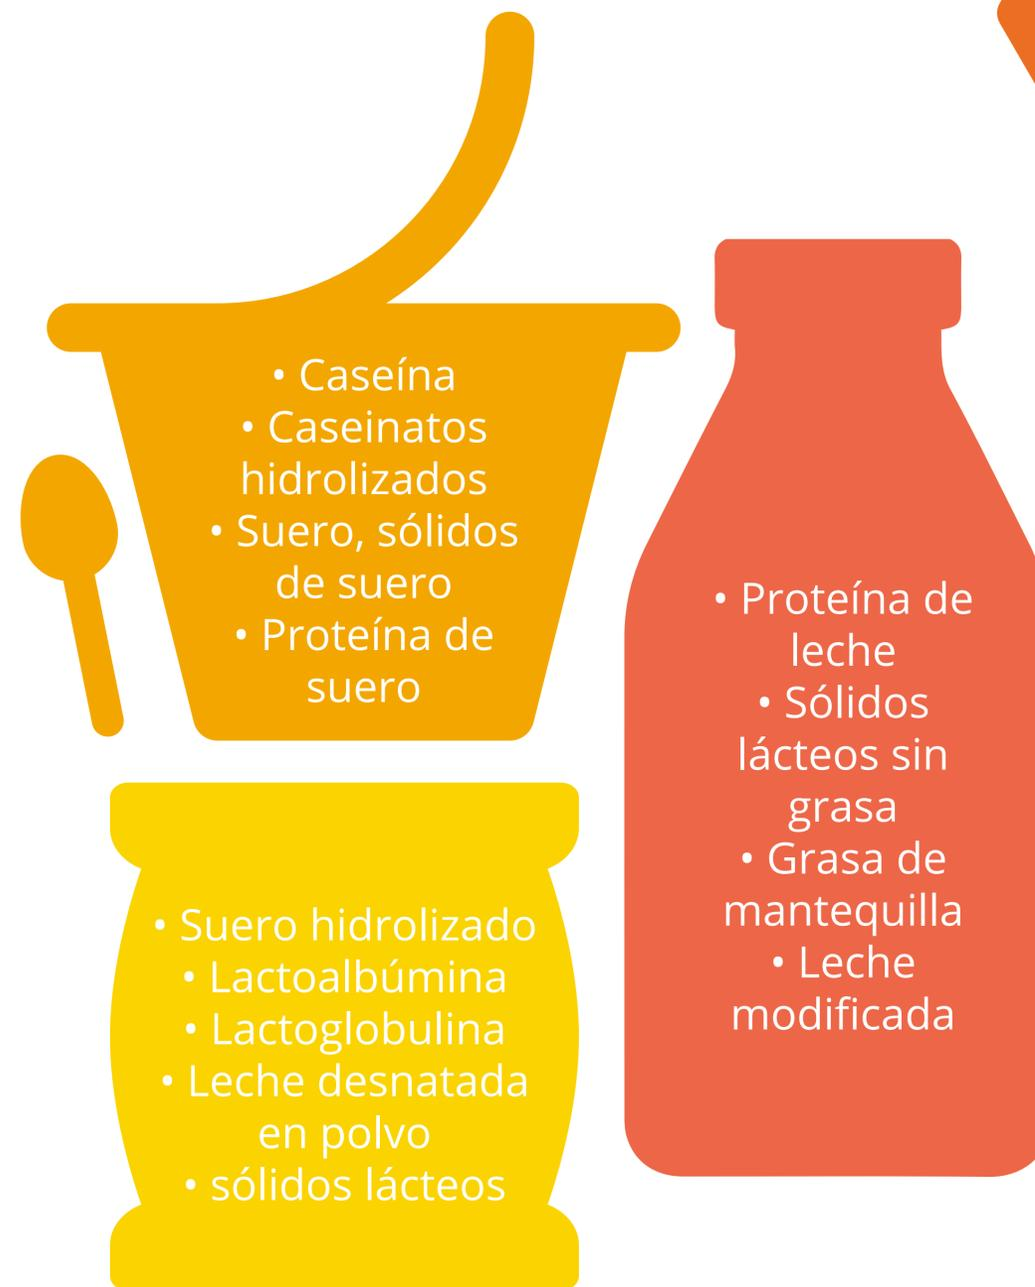 • Caseína
• Caseinatos
hidrolizados
• Suero, sólidos
de suero
• Proteína de
suero
• Proteína de
leche
• Sólidos
lácteos sin
grasa
• Grasa de
mantequilla
• Leche
modificada
• Suero hidrolizado
• Lactoalbúmina
• Lactoglobulina
• Leche desnatada
en polvo
• sólidos lácteos